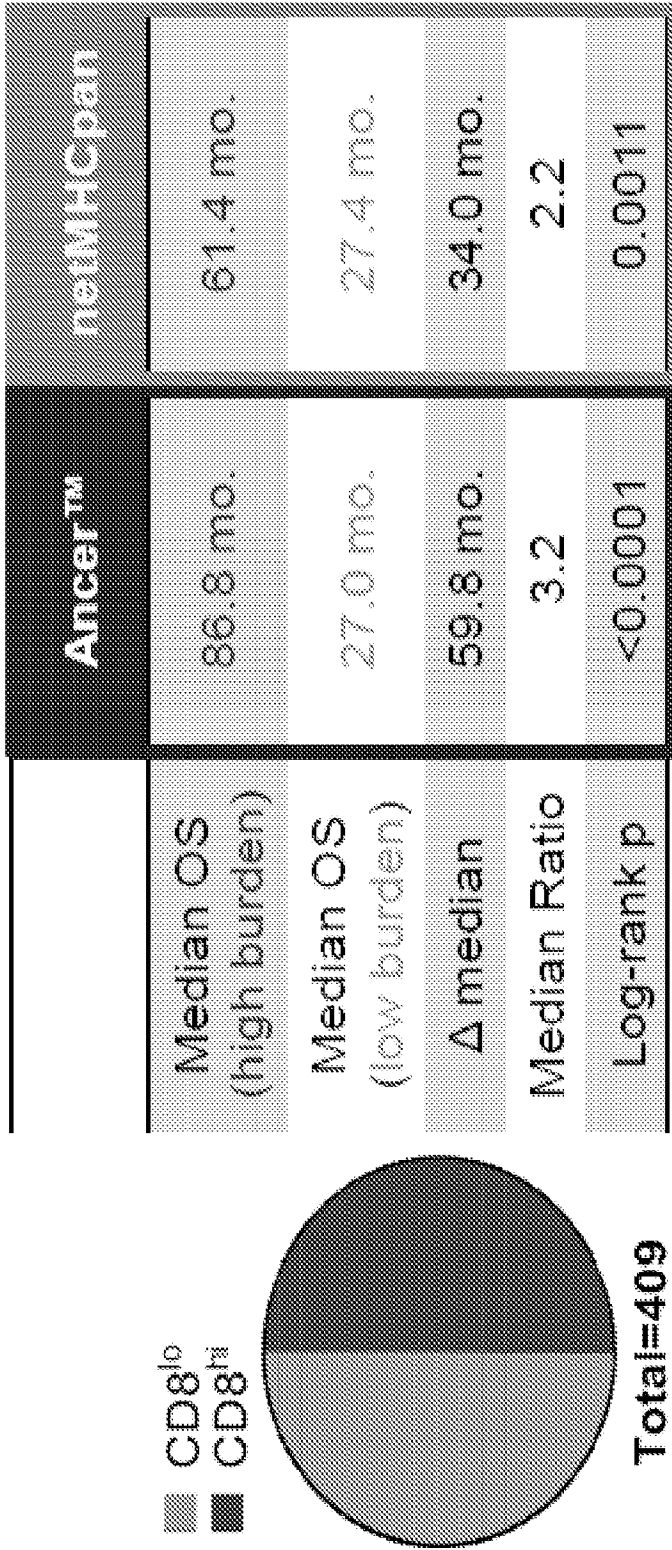 CD8lo
CD8hi
Total=409
Ancer™ netMHCpan
Median OS
(high burden) 86.8 mo. 61.4 mo.
Median OS
(low burden) 27.0 mo. 27.4 mo.
Δ median 59.8 mo. 34.0 mo.
Median Ratio 3.2 2.2
Log-rank p <0.0001 0.0011